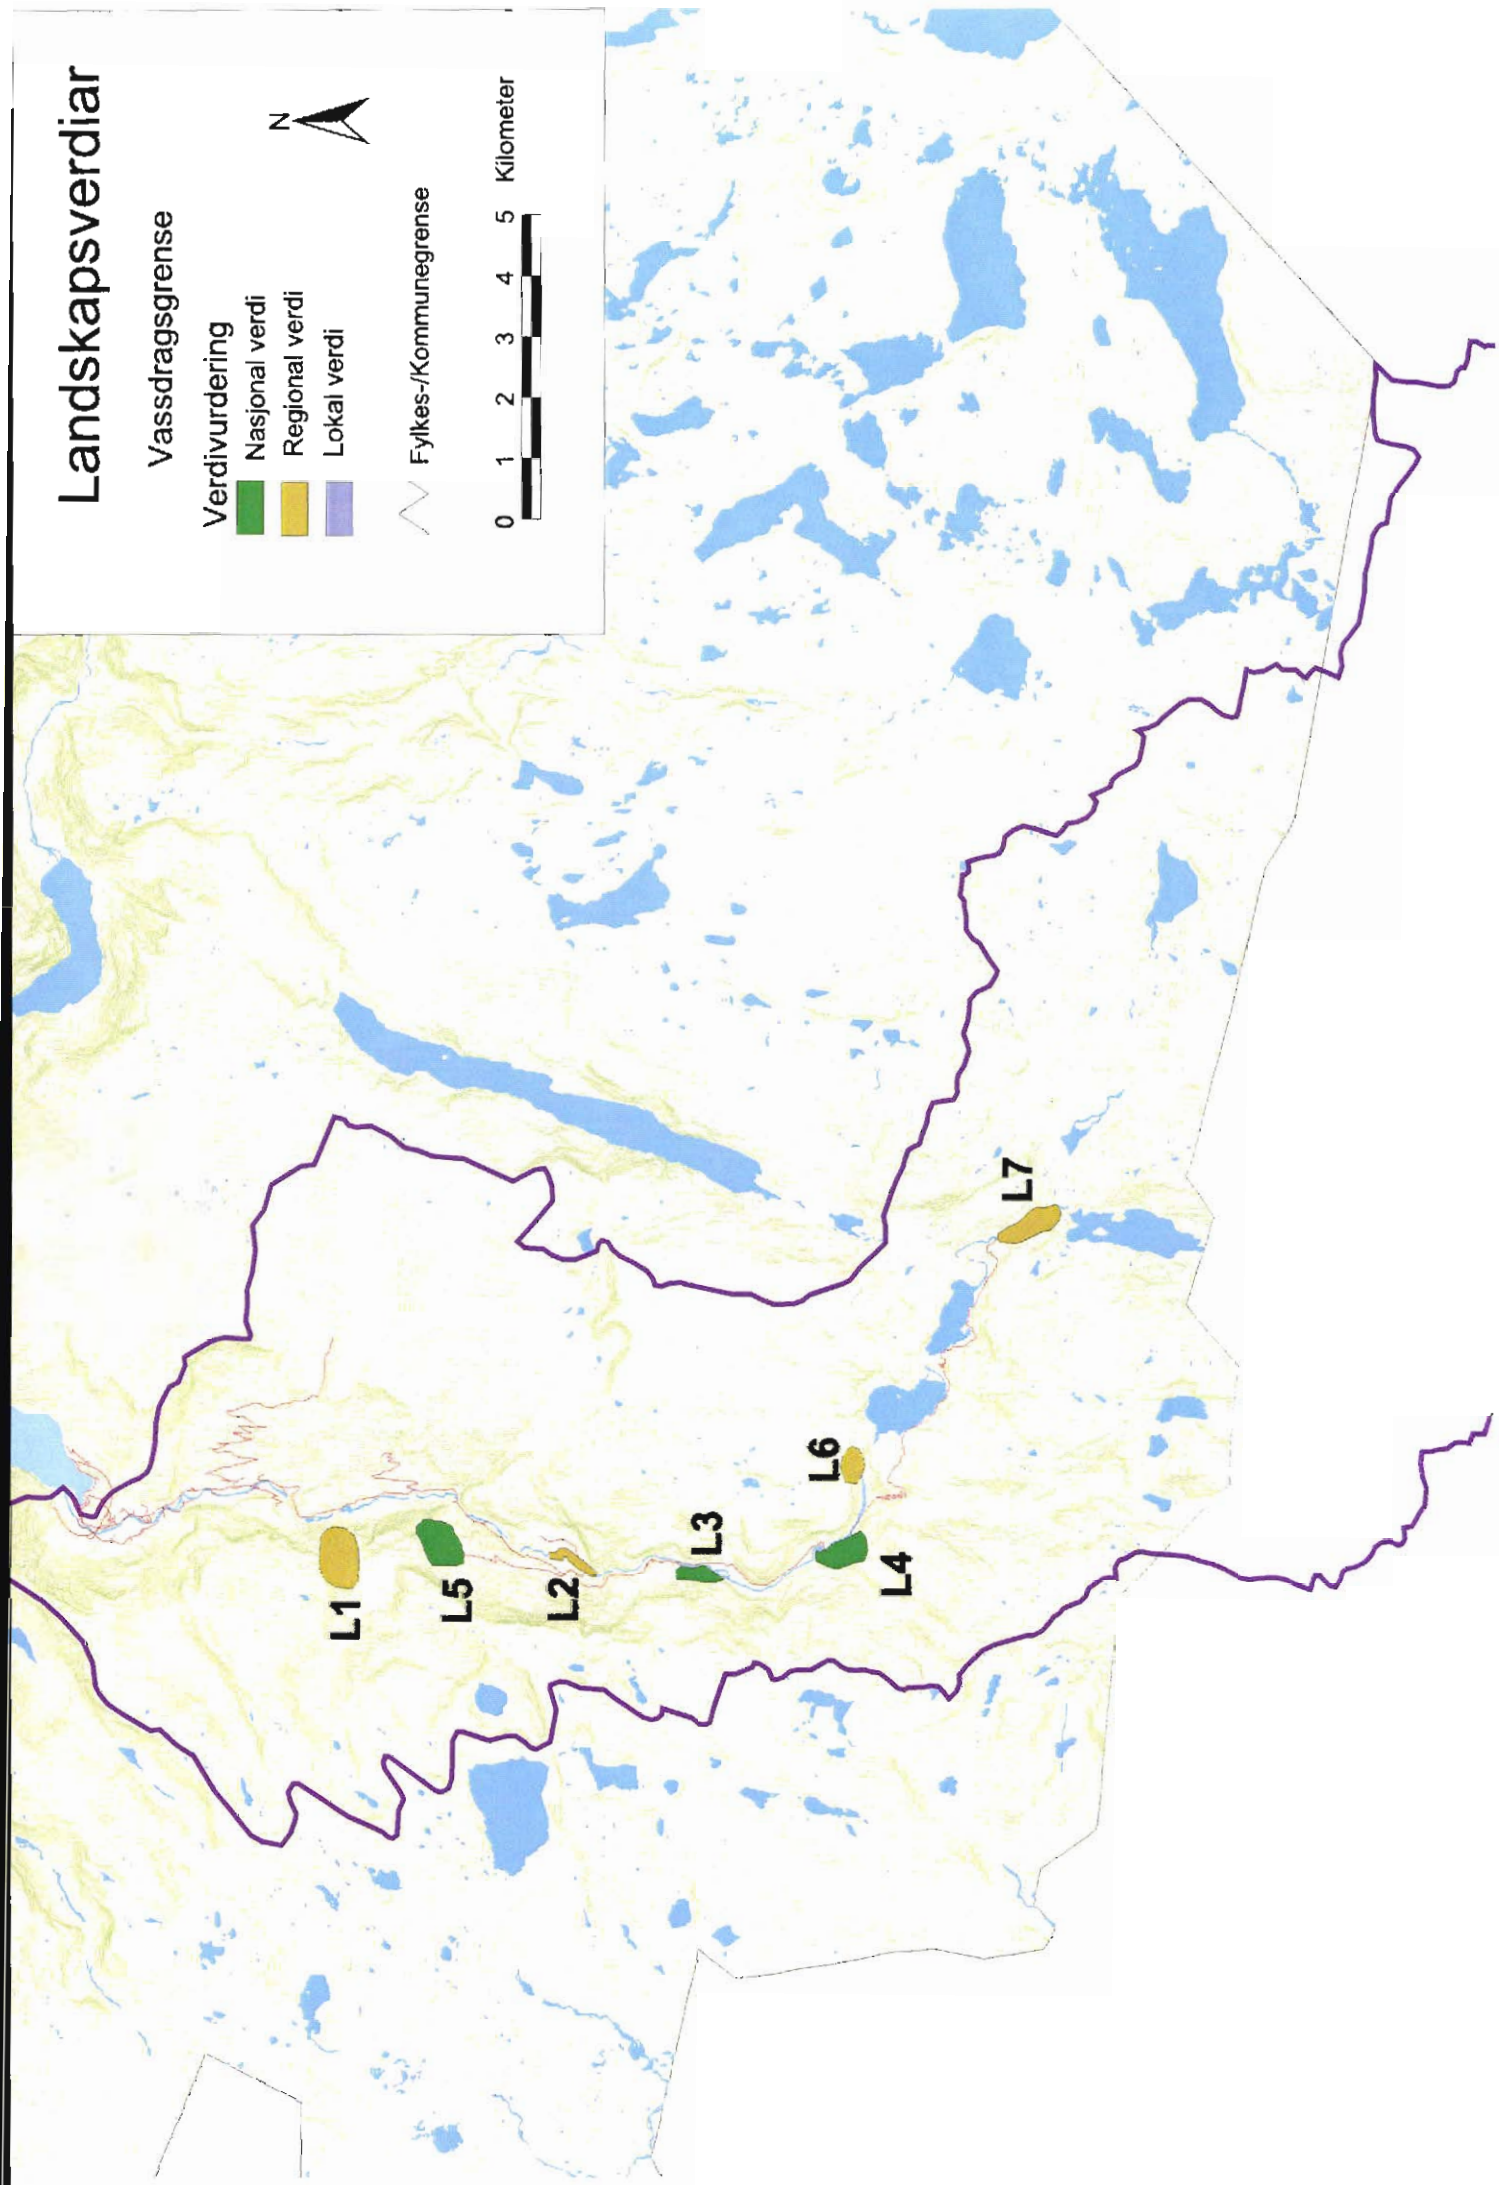 Landskapsverdiar
Vassdragsgrense
Verdivurdering
Nasjonal verdi
Regional verdi
Lokal verdi
N
Fylkes-/Kommunegrense
0 1 2 3 4 5 Kilometer
L1
L5
L2
L3
L4
L6
L7